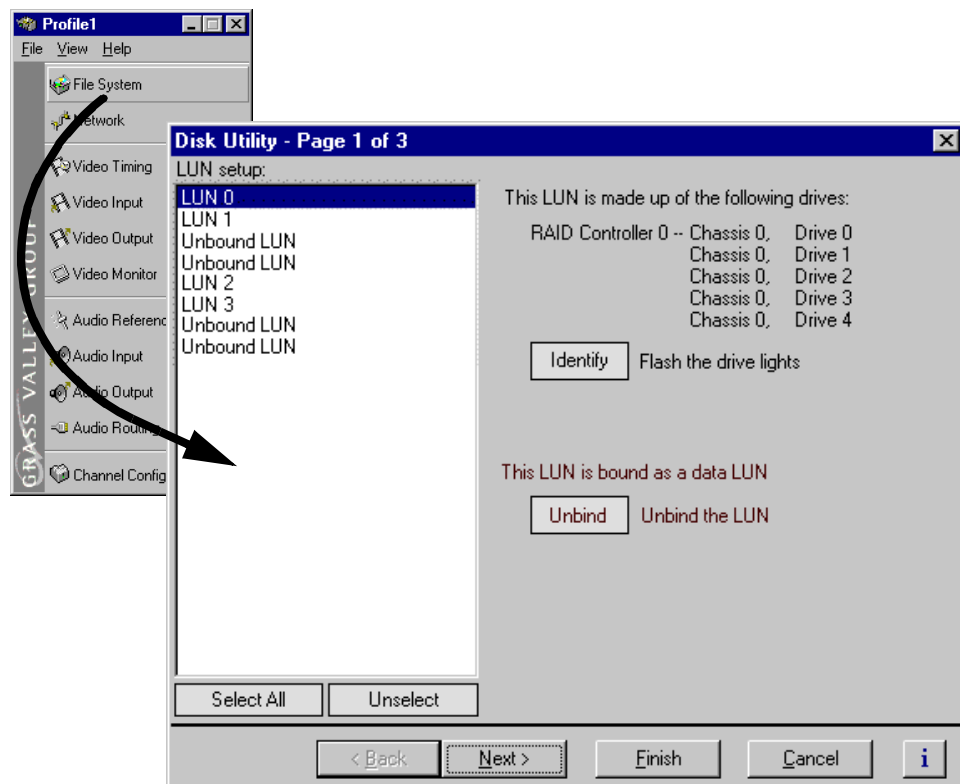 Profile1
File View Help
File System
Network
Video Timing
Video Input
Video Output
Video Monitor
Audio Referenc
Audio Input
Audio Output
Audio Routing
Channel Config
GRASS VALLEY GROUP
Disk Utility - Page 1 of 3
LUN setup:
LUN 0
LUN 1
Unbound LUN
Unbound LUN
LUN 2
LUN 3
Unbound LUN
Unbound LUN
Select All Unselect
This LUN is made up of the following drives:
RAID Controller 0 -- Chassis 0, Drive 0
Chassis 0, Drive 1
Chassis 0, Drive 2
Chassis 0, Drive 3
Chassis 0, Drive 4
Identify Flash the drive lights
This LUN is bound as a data LUN
Unbind Unbind the LUN
< Back Next > Finish Cancel i